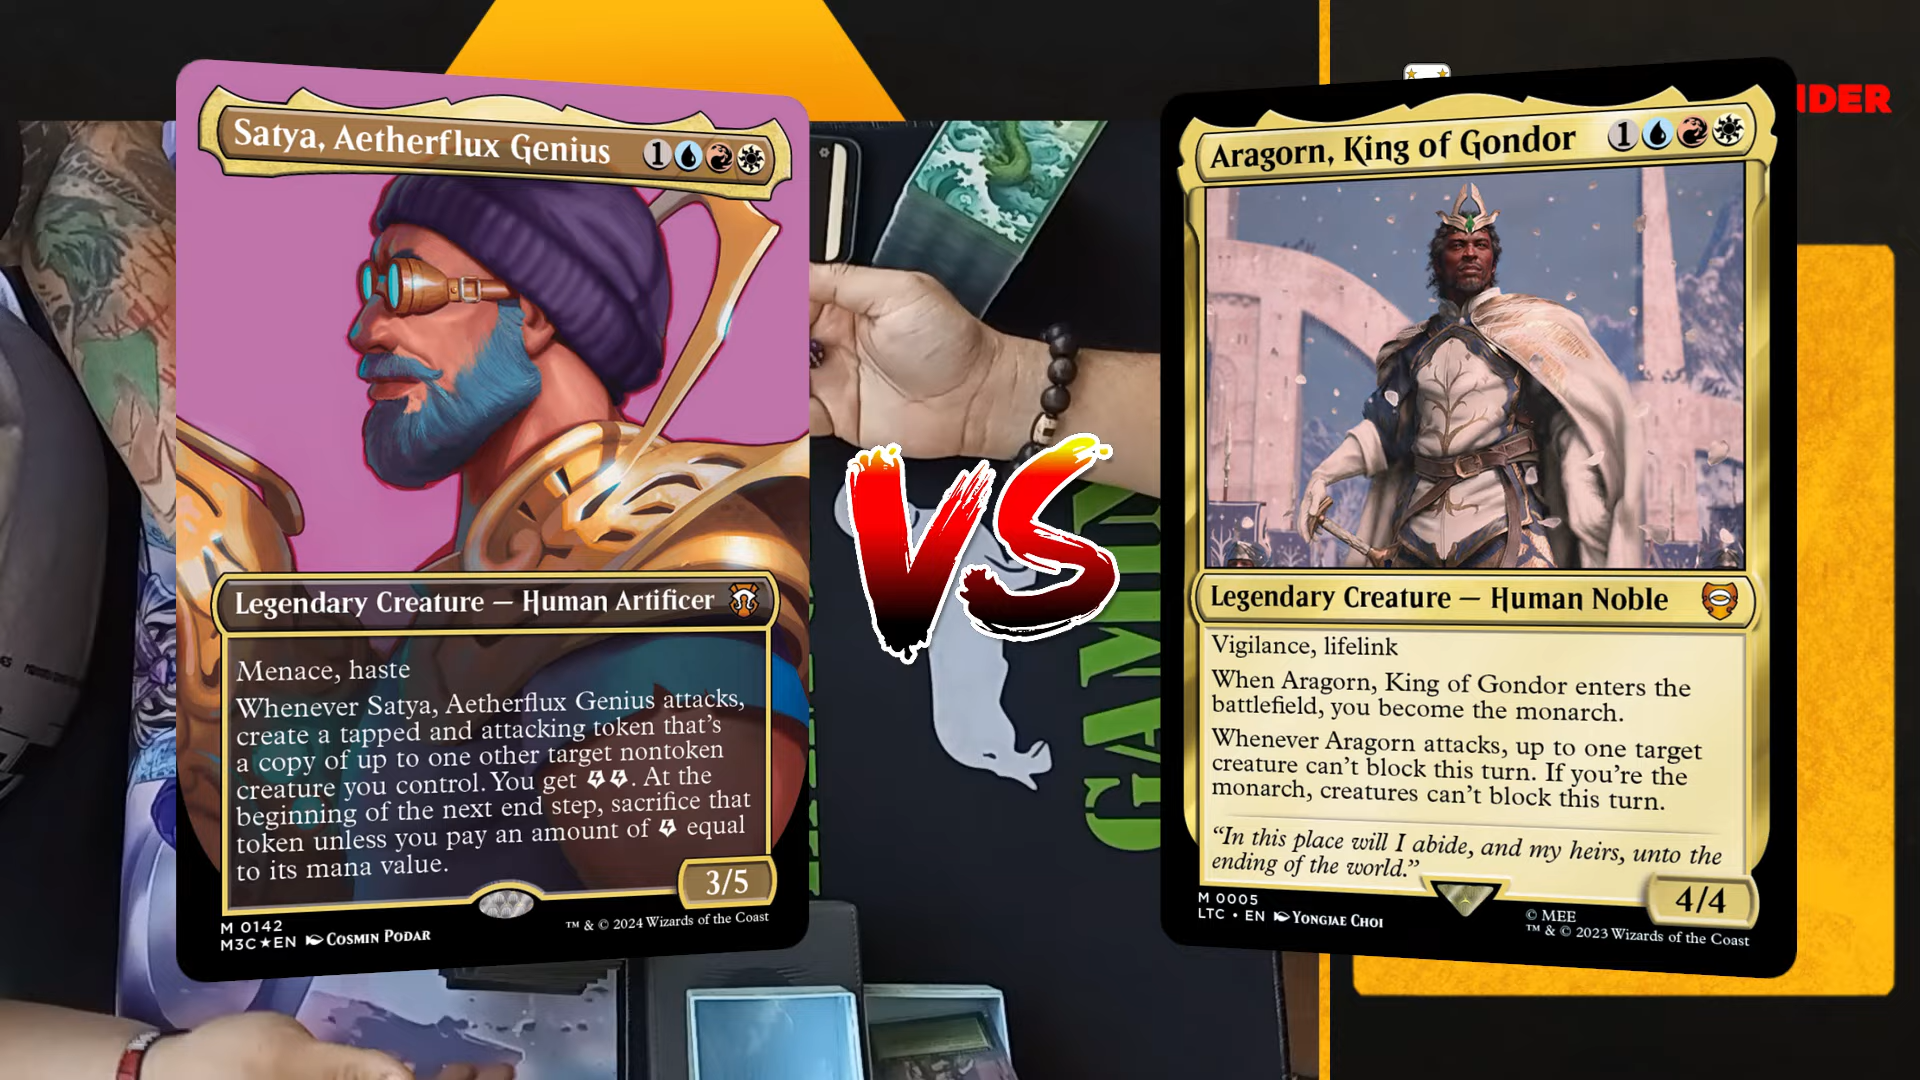 Satya, Aetherflux Genius
1
Legendary Creature — Human Artificer
Menace, haste
Whenever Satya, Aetherflux Genius attacks,
create a tapped and attacking token that's
a copy of up to one other target nontoken
creature you control. You get . At the
beginning of the next end step, sacrifice that
token unless you pay an amount of equal
to its mana value.
3/5
M 0142
M3C★EN Cosmin Podar
™ & © 2024 Wizards of the Coast
VS
GAMIN
Aragorn, King of Gondor
1
Legendary Creature — Human Noble
Vigilance, lifelink
When Aragorn, King of Gondor enters the
battlefield, you become the monarch.
Whenever Aragorn attacks, up to one target
creature can't block this turn. If you're the
monarch, creatures can't block this turn.
"In this place will I abide, and my heirs, unto the
ending of the world."
4/4
M 0005
LTC • EN Yongjae Choi
© MEE
™ & © 2023 Wizards of the Coast
NDER